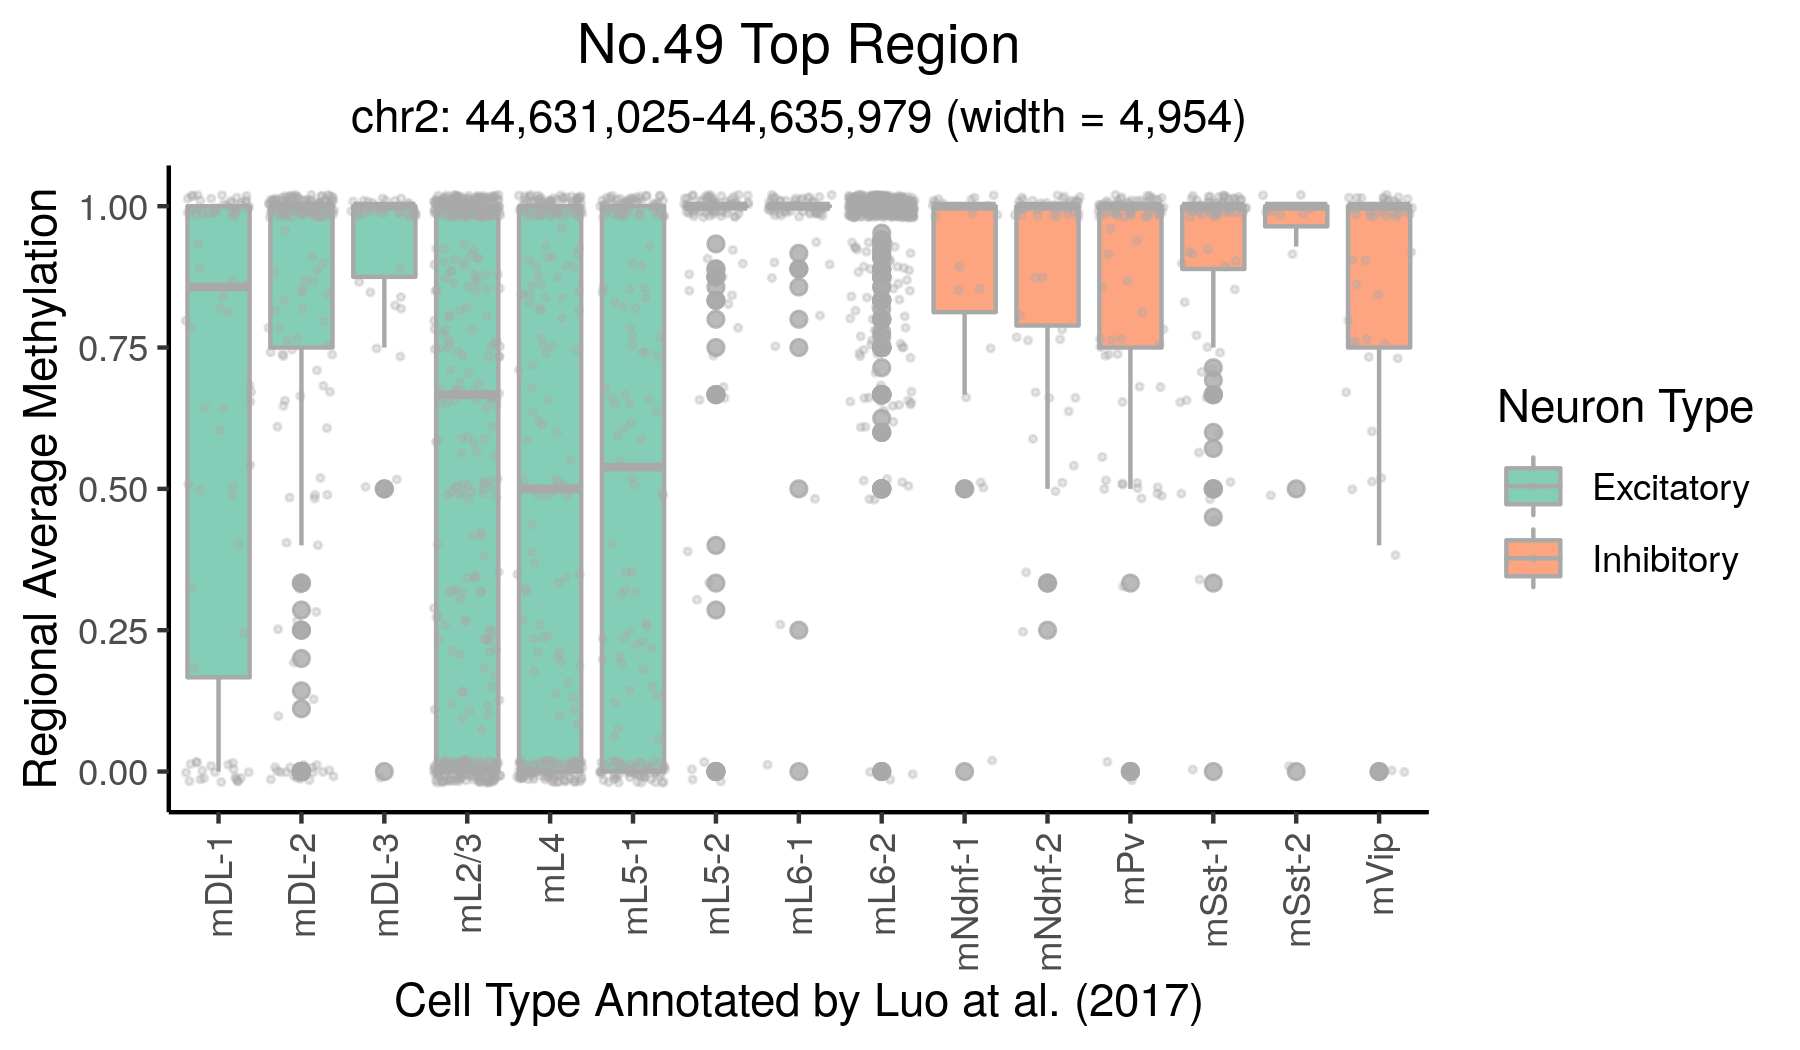 No.49 Top Region
chr2: 44,631,025-44,635,979 (width = 4,954)
Regional Average Methylation
1.00
0.75
0.50
0.25
0.00
mDL-1
mDL-2
mDL-3
mL2/3
mL4
mL5-1
mL5-2
mL6-1
mL6-2
mNdnf-1
mNdnf-2
mPv
mSst-1
mSst-2
mVip
Cell Type Annotated by Luo at al. (2017)
Neuron Type
Excitatory
Inhibitory